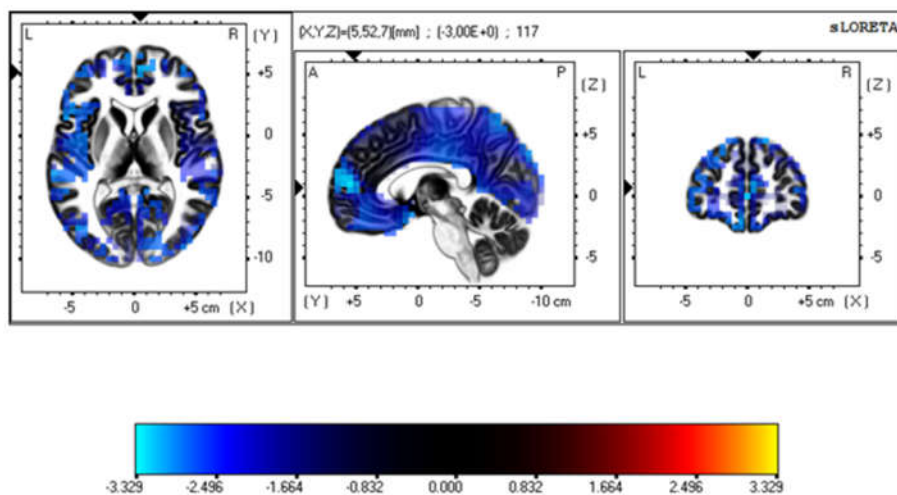 (X,Y,Z)=(5,52,7)[mm] ; (-3,00E+0) ; 117
sLORETA
L R (Y)
+5
0
-5
-10
-5 0 +5 cm (X)
A P (Z)
+5
0
-5
(Y) +5 0 -5 -10 cm
L R (Z)
+5
0
-5
-5 0 +5 cm (X)
-3.329 -2.496 -1.664 -0.832 0.000 0.832 1.664 2.496 3.329